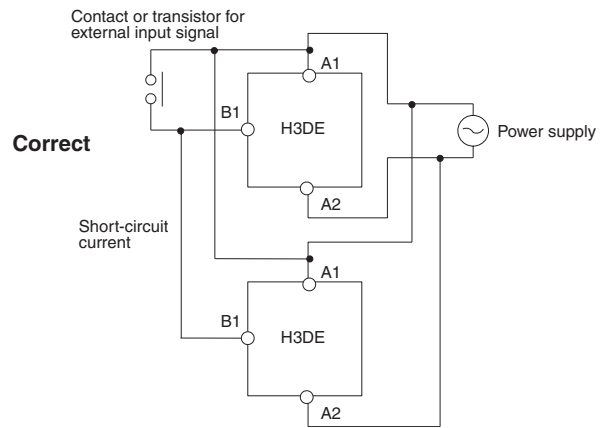 Contact or transistor for
external input signal
A1
B1
H3DE
Power supply
Correct
A2
Short-circuit
current
A1
B1
H3DE
A2